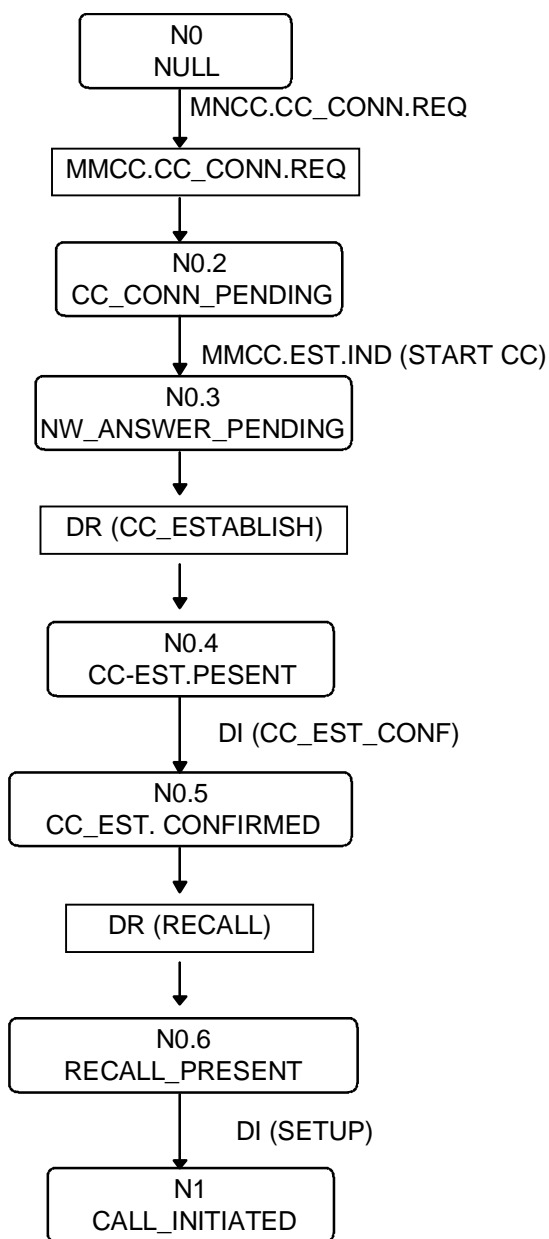 N0
NULL
MNCC.CC_CONN.REQ
MMCC.CC_CONN.REQ
N0.2
CC_CONN_PENDING
MMCC.EST.IND (START CC)
N0.3
NW_ANSWER_PENDING
DR (CC_ESTABLISH)
N0.4
CC-EST.PESENT
DI (CC_EST_CONF)
N0.5
CC_EST. CONFIRMED
DR (RECALL)
N0.6
RECALL_PRESENT
DI (SETUP)
N1
CALL_INITIATED